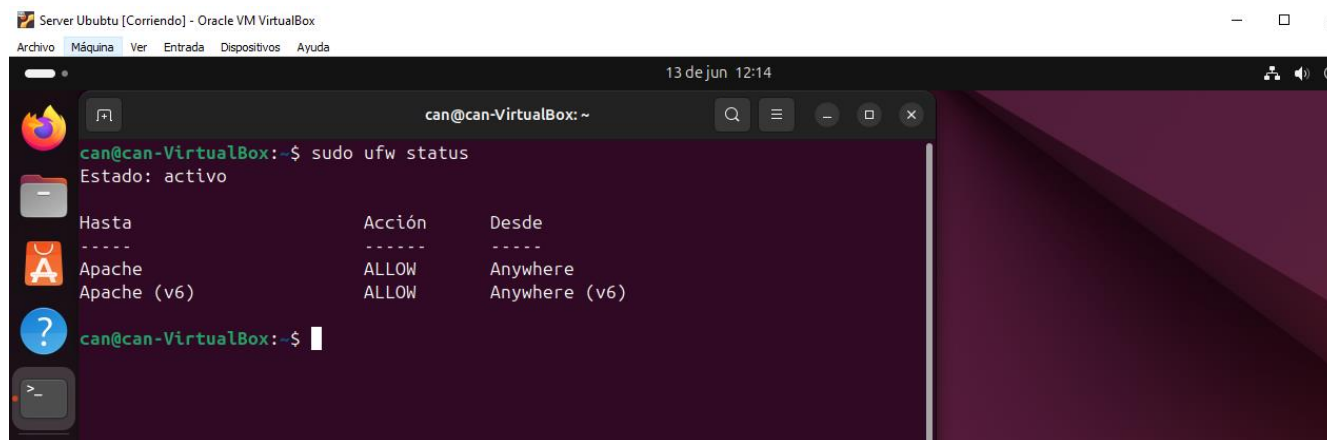 Server Ububtu [Corriendo] - Oracle VM VirtualBox
Archivo Máquina Ver Entrada Dispositivos Ayuda
13 de jun 12:14
can@can-VirtualBox: ~
can@can-VirtualBox:~$ sudo ufw status
Estado: activo
Hasta Acción Desde
----- ------ -----
Apache ALLOW Anywhere
Apache (v6) ALLOW Anywhere (v6)
can@can-VirtualBox:~$